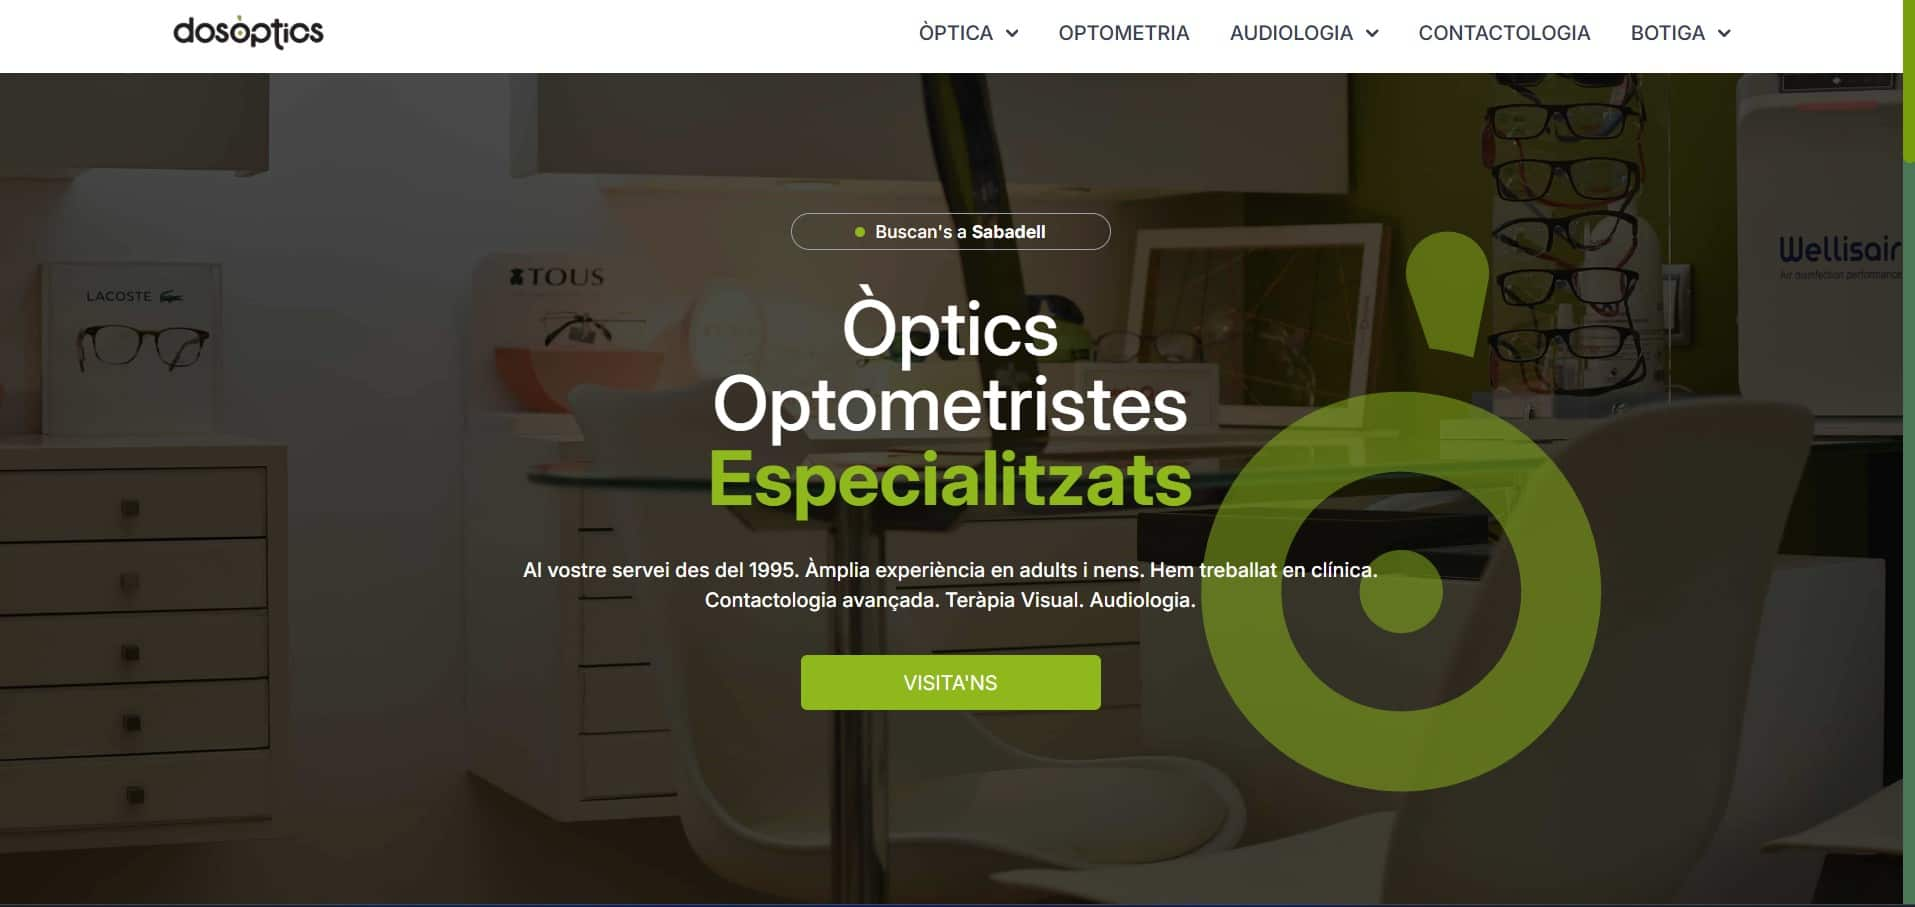 dosòptics
ÒPTICA
OPTOMETRIA
AUDIOLOGIA
CONTACTOLOGIA
BOTIGA
Buscan's a Sabadell
LACOSTE
TOUS
Wellisair
Air disinfection performance
Òptics
Optometristes
Especialitzats
Al vostre servei des del 1995. Àmplia experiència en adults i nens. Hem treballat en clínica.
Contactologia avançada. Teràpia Visual. Audiologia.
VISITA'NS